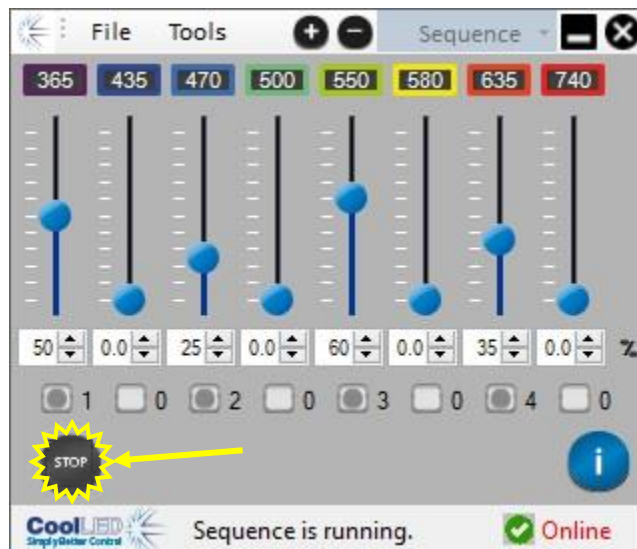 File Tools Sequence
365 435 470 500 550 580 635 740
50 0.0 25 0.0 60 0.0 35 0.0 %
1 0 2 0 3 0 4 0
STOP
i
CoolLED Sequence is running. Online
Simply Better Control